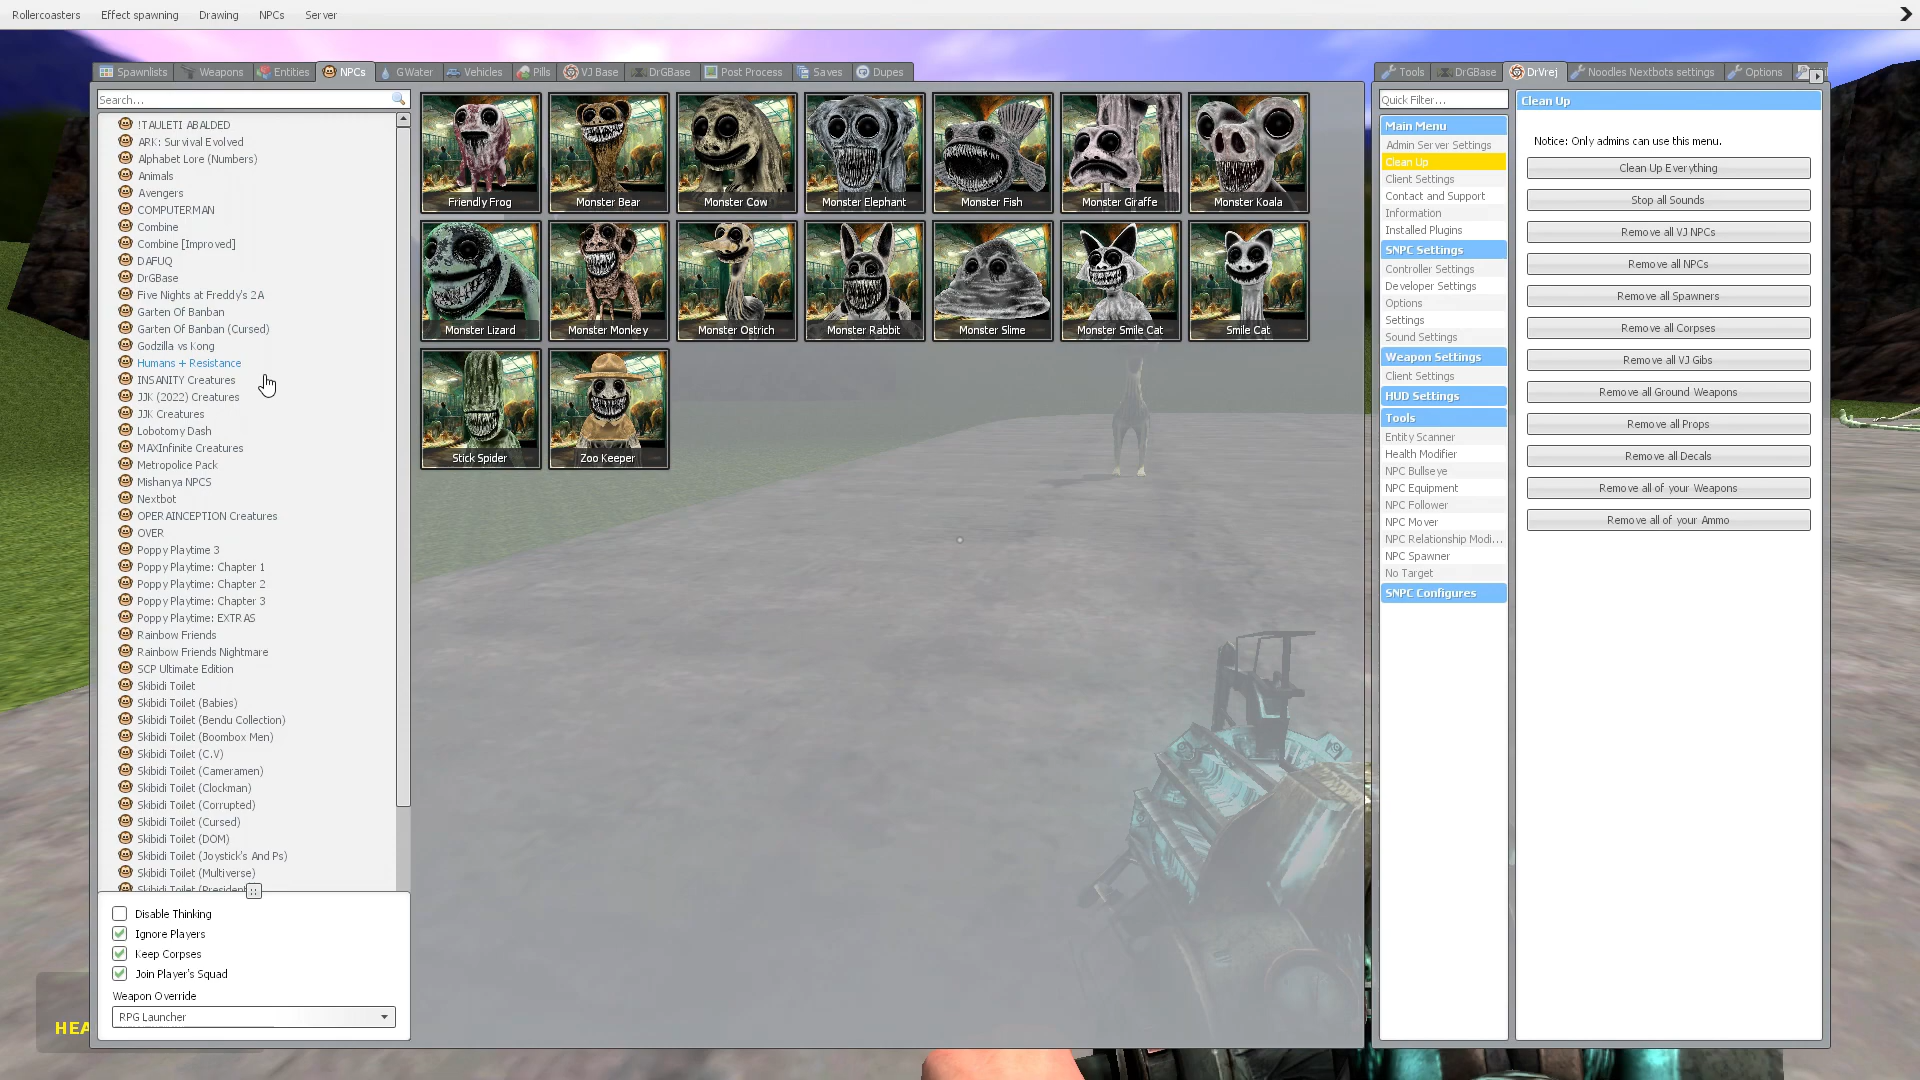 Rollercoasters Effect spawning Drawing NPCs Server
Spawnlists Weapons Entities NPCs GWater Vehicles Pills VJ Base DrGBase Post Process Saves Dupes
Tools DrGBase DrVrej Noodles Nextbots settings Options
Search...
!TAULETI ABALDED
ARK: Survival Evolved
Alphabet Lore (Numbers)
Animals
Avengers
COMPUTERMAN
Combine
Combine [Improved]
DAFUQ
DrGBase
Five Nights at Freddy's 2A
Garten Of Banban
Garten Of Banban (Cursed)
Godzilla vs Kong
Humans + Resistance
INSANITY Creatures
JJK (2022) Creatures
JJK Creatures
Lobotomy Dash
MAXInfinite Creatures
Metropolice Pack
Mishanya NPCS
Nextbot
OPERAINCEPTION Creatures
OVER
Poppy Playtime 3
Poppy Playtime: Chapter 1
Poppy Playtime: Chapter 2
Poppy Playtime: Chapter 3
Poppy Playtime: EXTRAS
Rainbow Friends
Rainbow Friends Nightmare
SCP Ultimate Edition
Skibidi Toilet
Skibidi Toilet (Babies)
Skibidi Toilet (Bendu Collection)
Skibidi Toilet (Boombox Men)
Skibidi Toilet (C.V)
Skibidi Toilet (Cameramen)
Skibidi Toilet (Clockman)
Skibidi Toilet (Corrupted)
Skibidi Toilet (Cursed)
Skibidi Toilet (DOM)
Skibidi Toilet (Joystick's And Ps)
Skibidi Toilet (Multiverse)
Skibidi Toilet (President
Disable Thinking
Ignore Players
Keep Corpses
Join Player's Squad
Weapon Override
RPG Launcher
HEA
Friendly Frog Monster Bear Monster Cow Monster Elephant Monster Fish Monster Giraffe Monster Koala
Monster Lizard Monster Monkey Monster Ostrich Monster Rabbit Monster Slime Monster Smile Cat Smile Cat
Stick Spider Zoo Keeper
Quick Filter...
Main Menu
Admin Server Settings
Clean Up
Client Settings
Contact and Support
Information
Installed Plugins
SNPC Settings
Controller Settings
Developer Settings
Options
Settings
Sound Settings
Weapon Settings
Client Settings
HUD Settings
Tools
Entity Scanner
Health Modifier
NPC Bullseye
NPC Equipment
NPC Follower
NPC Mover
NPC Relationship Modi...
NPC Spawner
No Target
SNPC Configures
Clean Up
Notice: Only admins can use this menu.
Clean Up Everything
Stop all Sounds
Remove all VJ NPCs
Remove all NPCs
Remove all Spawners
Remove all Corpses
Remove all VJ Gibs
Remove all Ground Weapons
Remove all Props
Remove all Decals
Remove all of your Weapons
Remove all of your Ammo